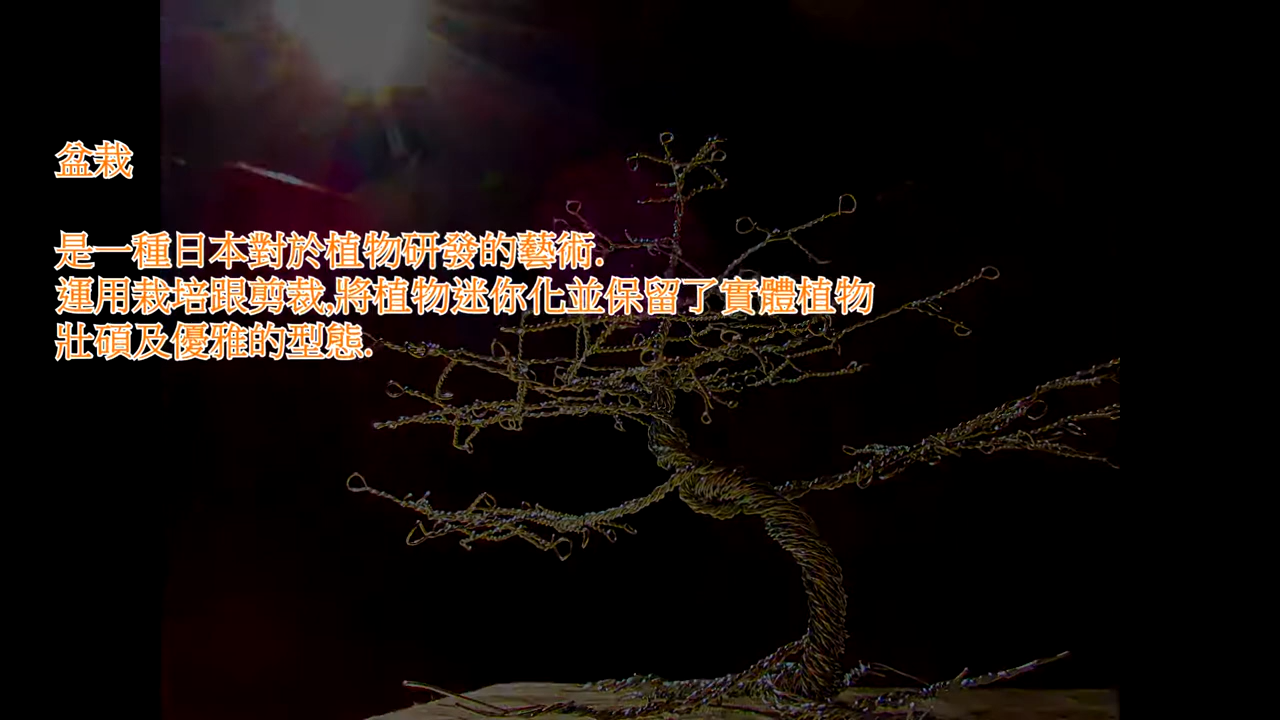 盆栽
是一種日本對於植物研發的藝術.
運用栽培跟剪裁,將植物迷你化並保留了實體植物
壯碩及優雅的型態.